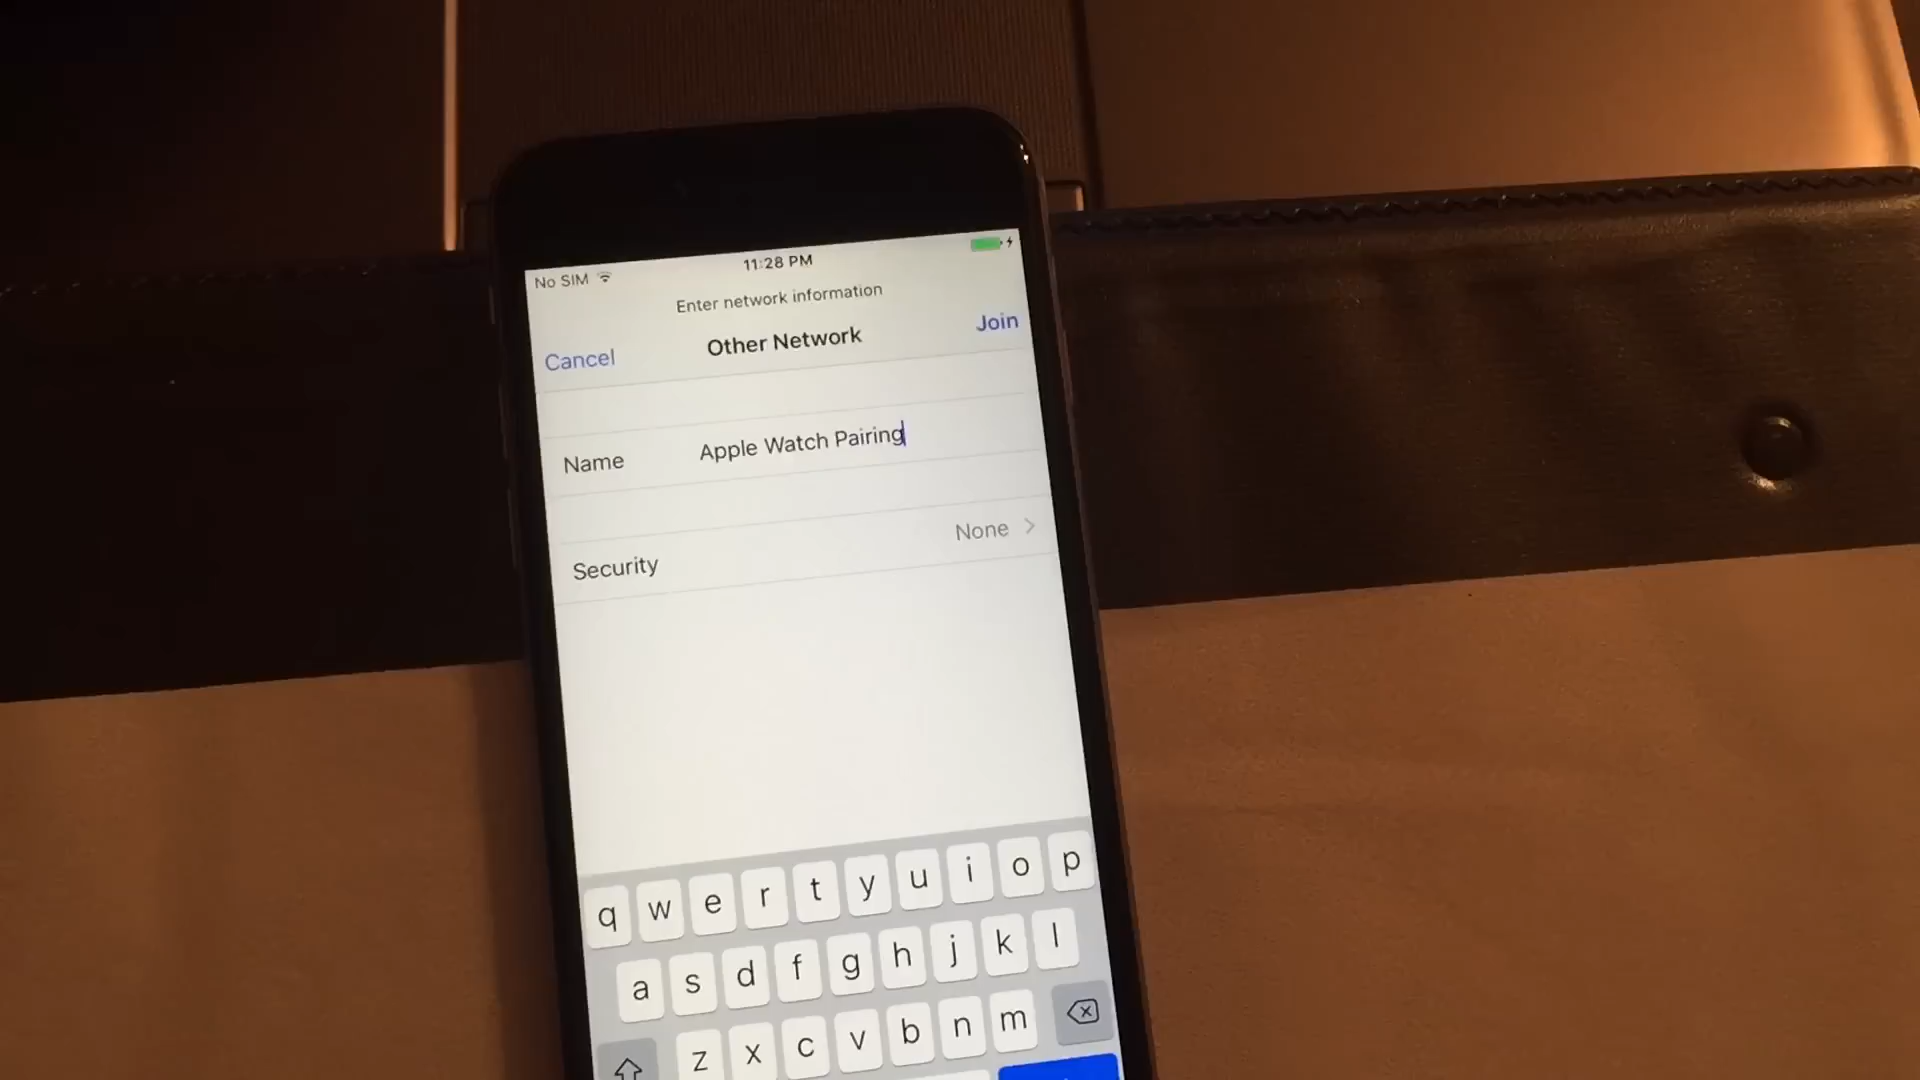 No SIM
11:28 PM
Enter network information
Cancel
Other Network
Join
Name
Apple Watch Pairing
Security
None
q w e r t y u i o p
a s d f g h j k l
z x c v b n m